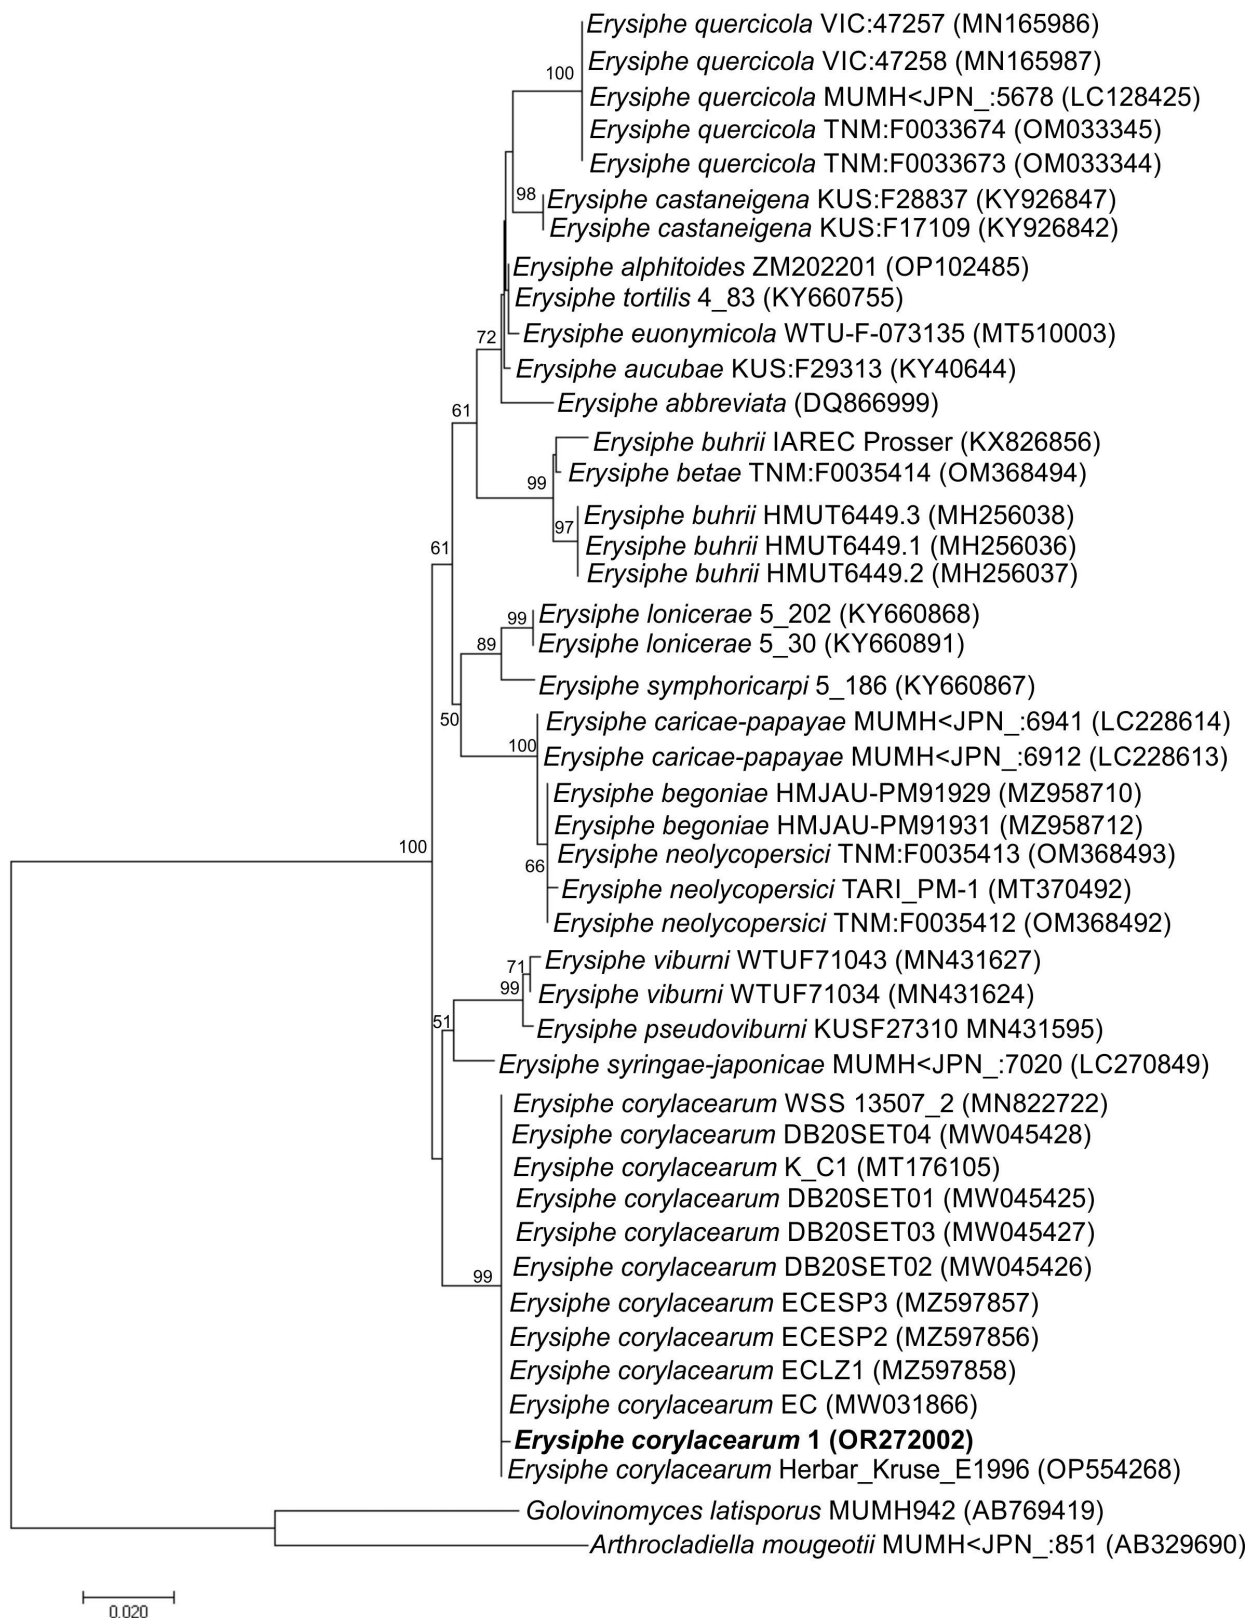 Erysiphe quercicola VIC:47257 (MN165986)
Erysiphe quercicola VIC:47258 (MN165987)
100
Erysiphe quercicola MUMH<JPN_:5678 (LC128425)
Erysiphe quercicola TNM:F0033674 (OM033345)
Erysiphe quercicola TNM:F0033673 (OM033344)
98
Erysiphe castaneigena KUS:F28837 (KY926847)
Erysiphe castaneigena KUS:F17109 (KY926842)
Erysiphe alphitoides ZM202201 (OP102485)
Erysiphe tortilis 4_83 (KY660755)
Erysiphe euonymicola WTU-F-073135 (MT510003)
72
Erysiphe aucubae KUS:F29313 (KY40644)
Erysiphe abbreviata (DQ866999)
61
Erysiphe buhrii IAREC Prosser (KX826856)
Erysiphe betae TNM:F0035414 (OM368494)
99
Erysiphe buhrii HMUT6449.3 (MH256038)
97
Erysiphe buhrii HMUT6449.1 (MH256036)
61
Erysiphe buhrii HMUT6449.2 (MH256037)
Erysiphe lonicerae 5_202 (KY660868)
99
Erysiphe lonicerae 5_30 (KY660891)
89
Erysiphe symphoricarpi 5_186 (KY660867)
50
Erysiphe caricae-papayae MUMH<JPN_:6941 (LC228614)
100
Erysiphe caricae-papayae MUMH<JPN_:6912 (LC228613)
Erysiphe begoniae HMJAU-PM91929 (MZ958710)
Erysiphe begoniae HMJAU-PM91931 (MZ958712)
100
Erysiphe neolycopersici TNM:F0035413 (OM368493)
66
Erysiphe neolycopersici TARI_PM-1 (MT370492)
Erysiphe neolycopersici TNM:F0035412 (OM368492)
71
Erysiphe viburni WTUF71043 (MN431627)
99
Erysiphe viburni WTUF71034 (MN431624)
51
Erysiphe pseudoviburni KUSF27310 MN431595)
Erysiphe syringae-japonicae MUMH<JPN_:7020 (LC270849)
Erysiphe corylacearum WSS 13507_2 (MN822722)
Erysiphe corylacearum DB20SET04 (MW045428)
Erysiphe corylacearum K_C1 (MT176105)
Erysiphe corylacearum DB20SET01 (MW045425)
Erysiphe corylacearum DB20SET03 (MW045427)
Erysiphe corylacearum DB20SET02 (MW045426)
99
Erysiphe corylacearum ECESP3 (MZ597857)
Erysiphe corylacearum ECESP2 (MZ597856)
Erysiphe corylacearum ECLZ1 (MZ597858)
Erysiphe corylacearum EC (MW031866)
Erysiphe corylacearum 1 (OR272002)
Erysiphe corylacearum Herbar_Kruse_E1996 (OP554268)
Golovinomyces latisporus MUMH942 (AB769419)
Arthrocladiella mougeotii MUMH<JPN_:851 (AB329690)
0.020